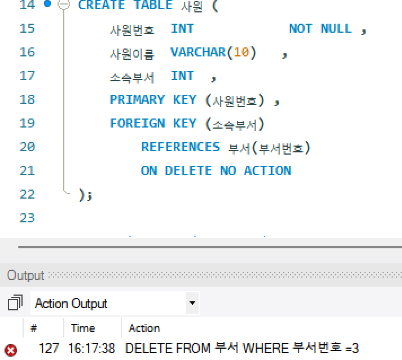 14 CREATE TABLE 사원 (
15 사원번호 INT NOT NULL ,
16 사원이름 VARCHAR(10) ,
17 소속부서 INT ,
18 PRIMARY KEY (사원번호) ,
19 FOREIGN KEY (소속부서)
20 REFERENCES 부서(부서번호)
21 ON DELETE NO ACTION
22 );
23
Output
Action Output
# Time Action
127 16:17:38 DELETE FROM 부서 WHERE 부서번호 =3